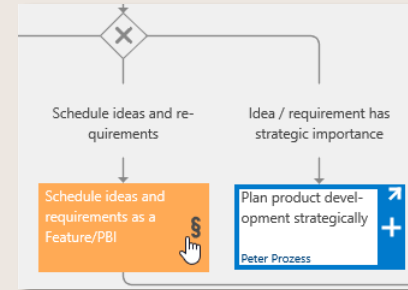 Schedule ideas and re-
quirements
Idea / requirement has
strategic importance
Schedule ideas and
requirements as a
Feature/PBI
§
Plan product devel-
opment strategically
Peter Prozess